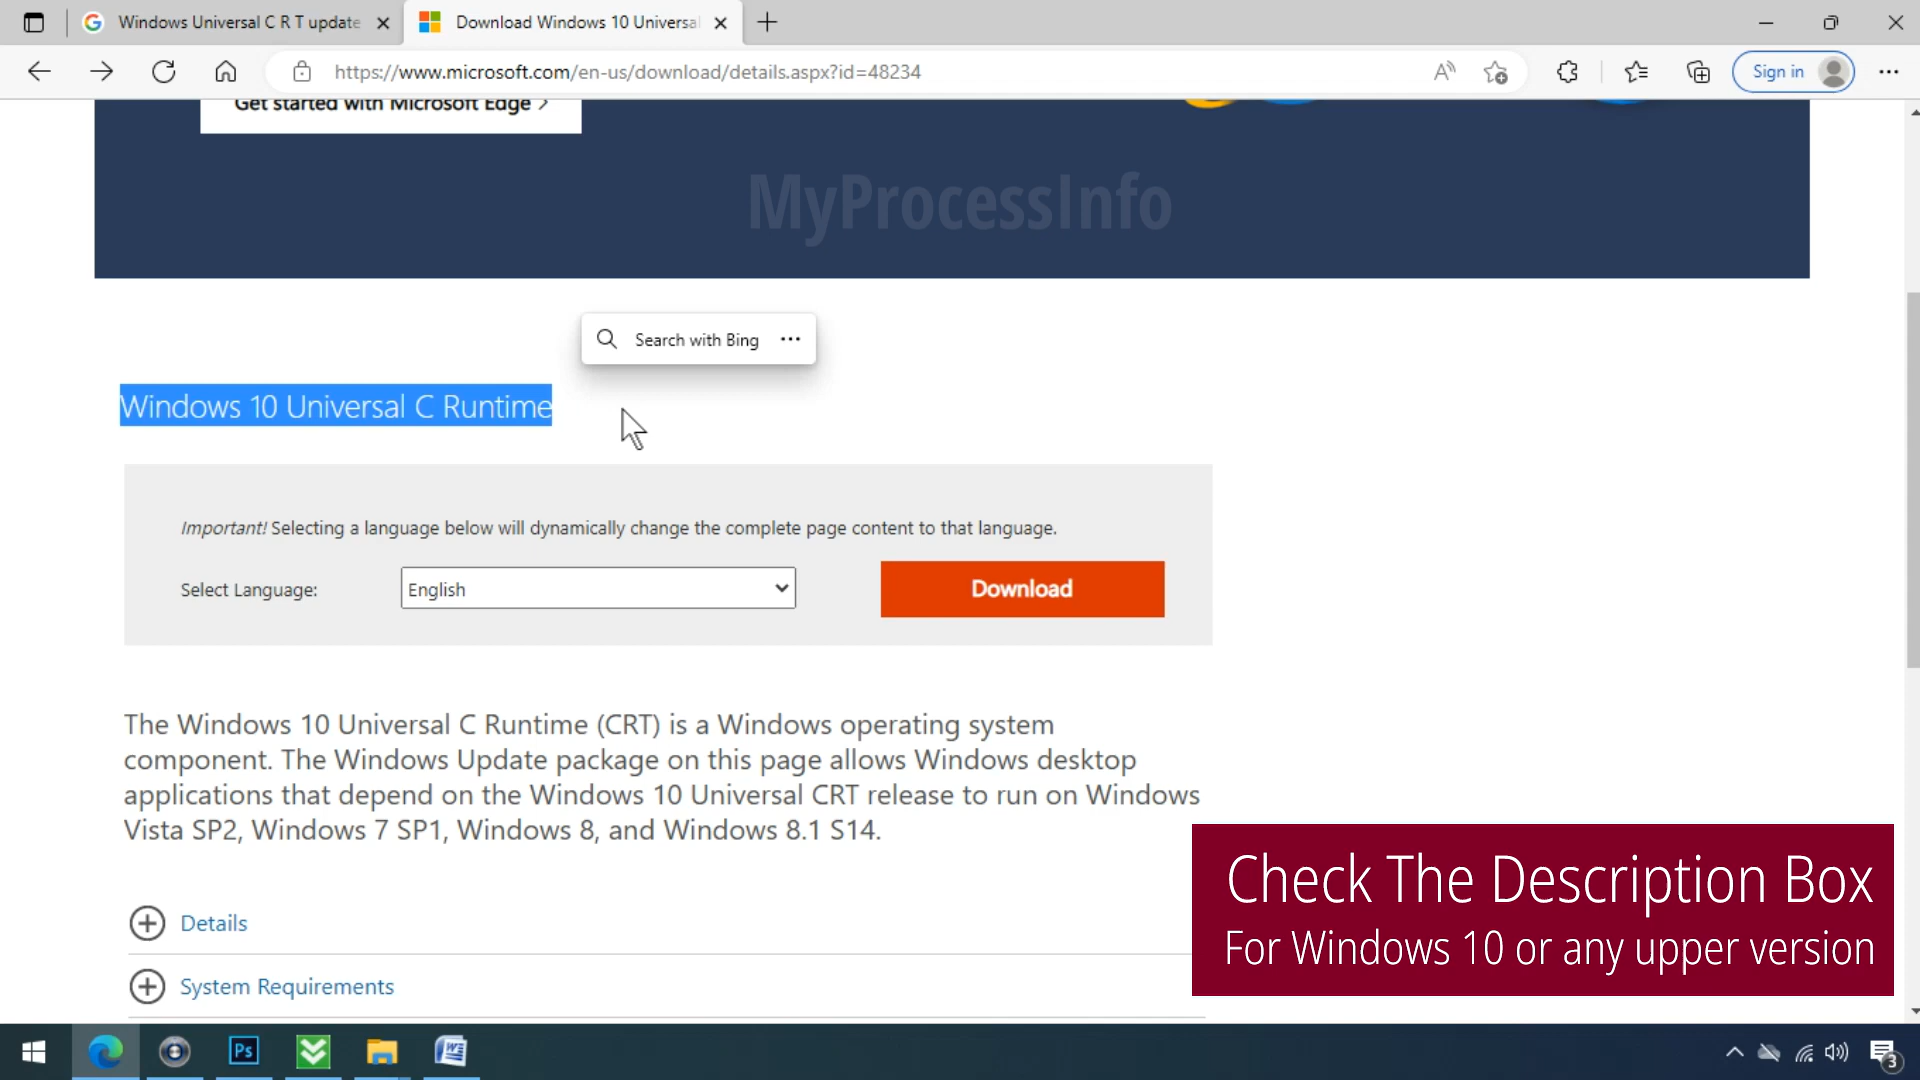 Windows Universal C R T update
Download Windows 10 Universal
https://www.microsoft.com/en-us/download/details.aspx?id=48234
Sign in
Get started with Microsoft Edge >
MyProcessInfo
Search with Bing
Windows 10 Universal C Runtime
Important! Selecting a language below will dynamically change the complete page content to that language.
Select Language:
English
Download
The Windows 10 Universal C Runtime (CRT) is a Windows operating system
component. The Windows Update package on this page allows Windows desktop
applications that depend on the Windows 10 Universal CRT release to run on Windows
Vista SP2, Windows 7 SP1, Windows 8, and Windows 8.1 S14.
Check The Description Box
For Windows 10 or any upper version
Details
System Requirements
Ps
3